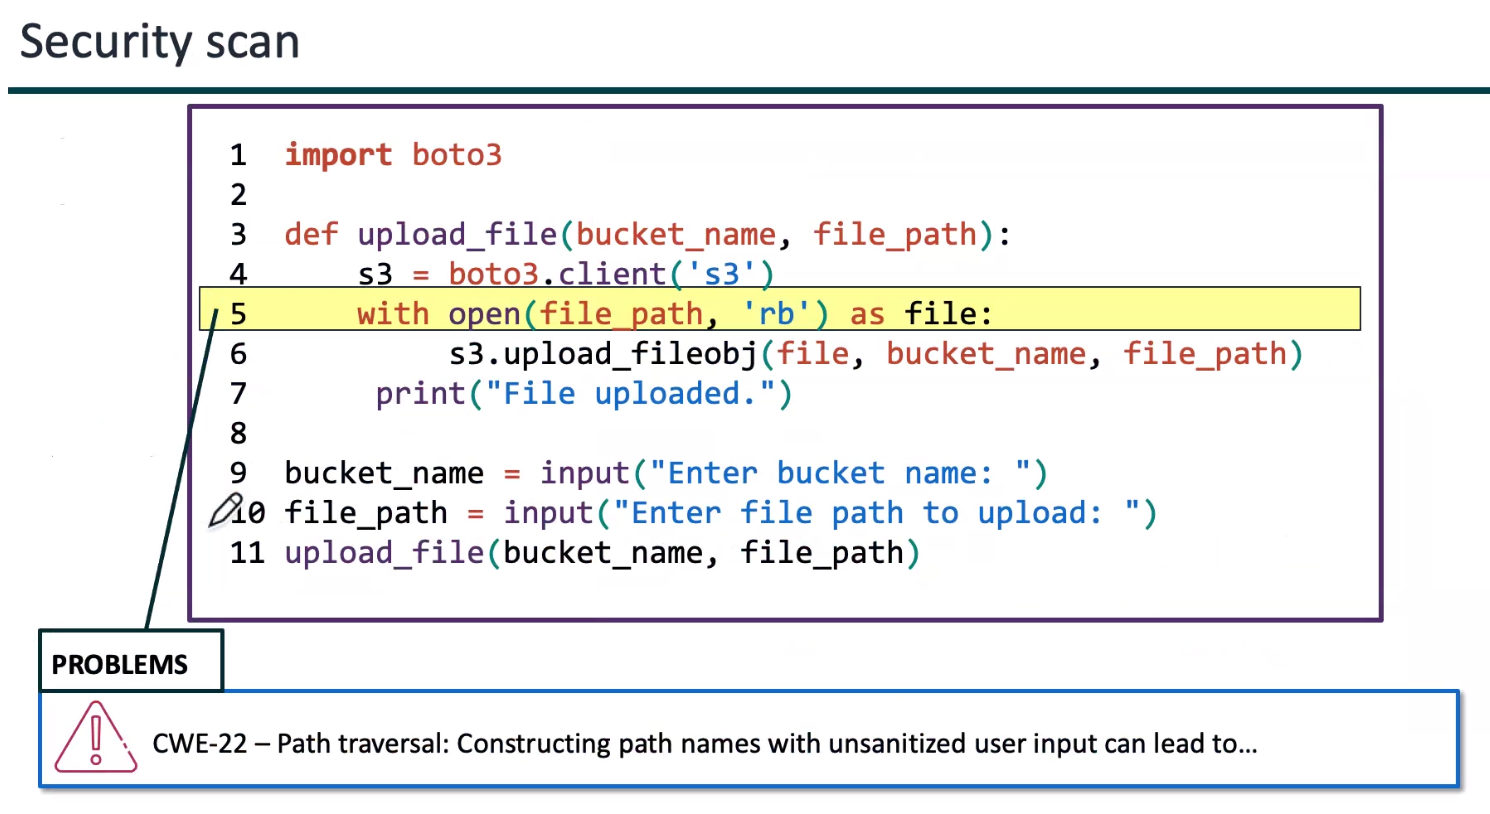 Security scan
1 import boto3
2
3 def upload_file(bucket_name, file_path):
4 s3 = boto3.client('s3')
5 with open(file_path, 'rb') as file:
6 s3.upload_fileobj(file, bucket_name, file_path)
7 print("File uploaded.")
8
9 bucket_name = input("Enter bucket name: ")
10 file_path = input("Enter file path to upload: ")
11 upload_file(bucket_name, file_path)
PROBLEMS
CWE-22 – Path traversal: Constructing path names with unsanitized user input can lead to...